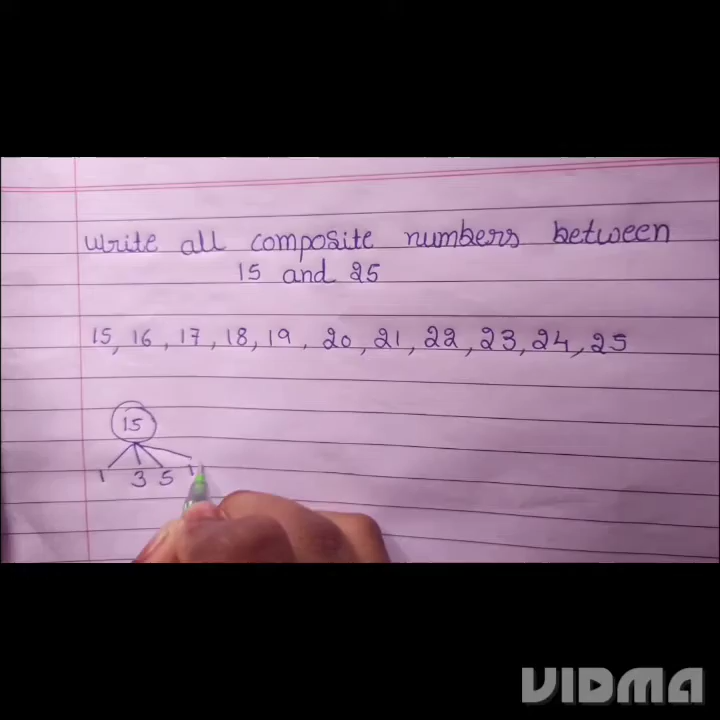 write all composite numbers between
15 and 25
15, 16, 17, 18, 19, 20, 21, 22, 23, 24, 25
15
1 3 5 1
VIDMA